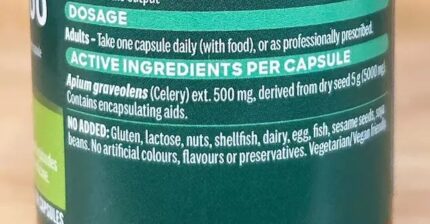 output
DOSAGE
Adults – Take one capsule daily (with food), or as professionally prescribed.
ACTIVE INGREDIENTS PER CAPSULE
Apium graveolens (Celery) ext. 500 mg, derived from dry seed 5 g (5000 mg).
Contains encapsulating aids.
NO ADDED: Gluten, lactose, nuts, shellfish, dairy, egg, fish, sesame seeds, soya
beans. No artificial colours, flavours or preservatives. Vegetarian/Vegan friendly
CAPSULES